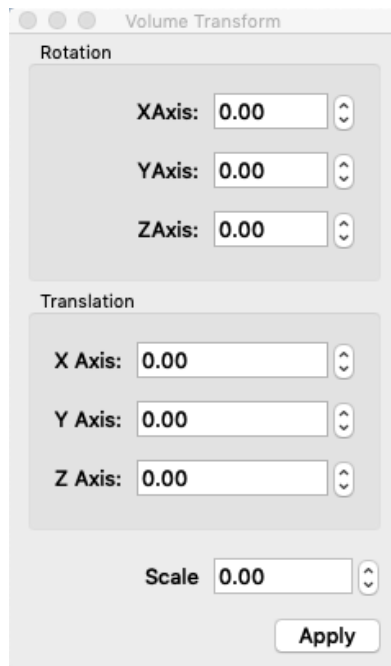 Volume Transform
Rotation
XAxis: 0.00
YAxis: 0.00
ZAxis: 0.00
Translation
X Axis: 0.00
Y Axis: 0.00
Z Axis: 0.00
Scale 0.00
Apply